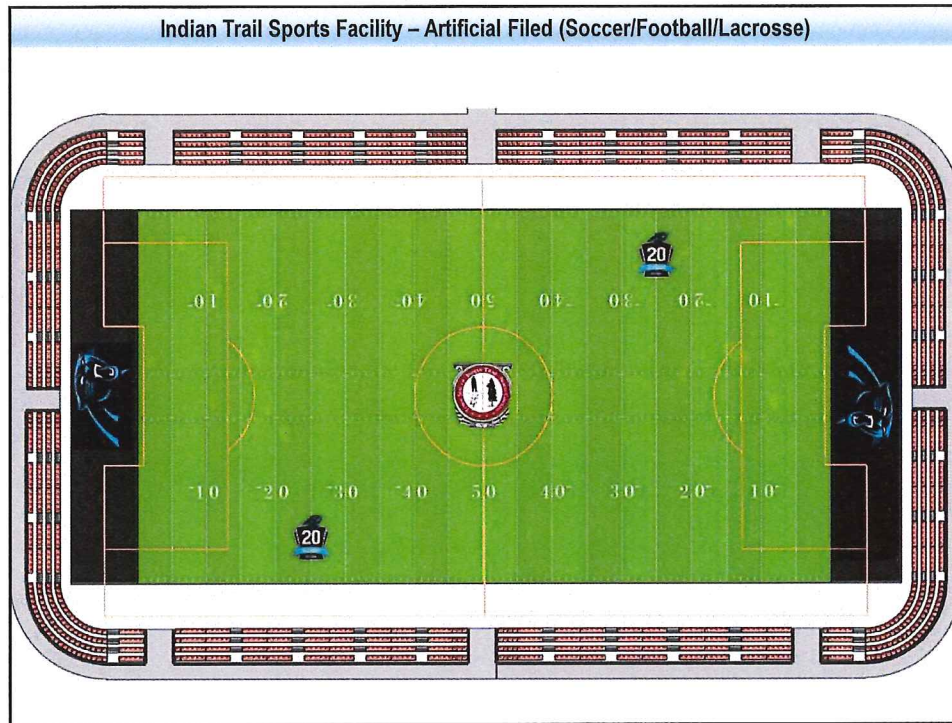 Indian Trail Sports Facility – Artificial Filed (Soccer/Football/Lacrosse)
20
-10 20- -30 40- 50 40- -30 20- 10-
-10 -20 -30 -40 50 40- 30- 20- 10-
20